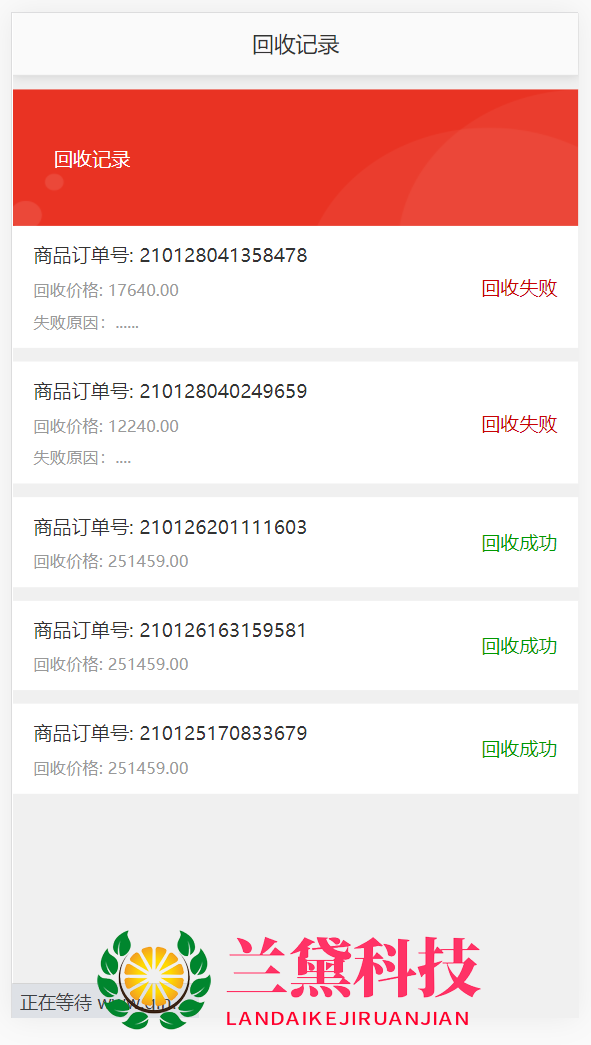 回收记录
回收记录
商品订单号: 210128041358478
回收价格: 17640.00
回收失败
失败原因：......
商品订单号: 210128040249659
回收价格: 12240.00
回收失败
失败原因：....
商品订单号: 210126201111603
回收成功
回收价格: 251459.00
商品订单号: 210126163159581
回收成功
回收价格: 251459.00
商品订单号: 210125170833679
回收成功
回收价格: 251459.00
兰黛科技
正在等待
LANDAIKEJIRUANJIAN